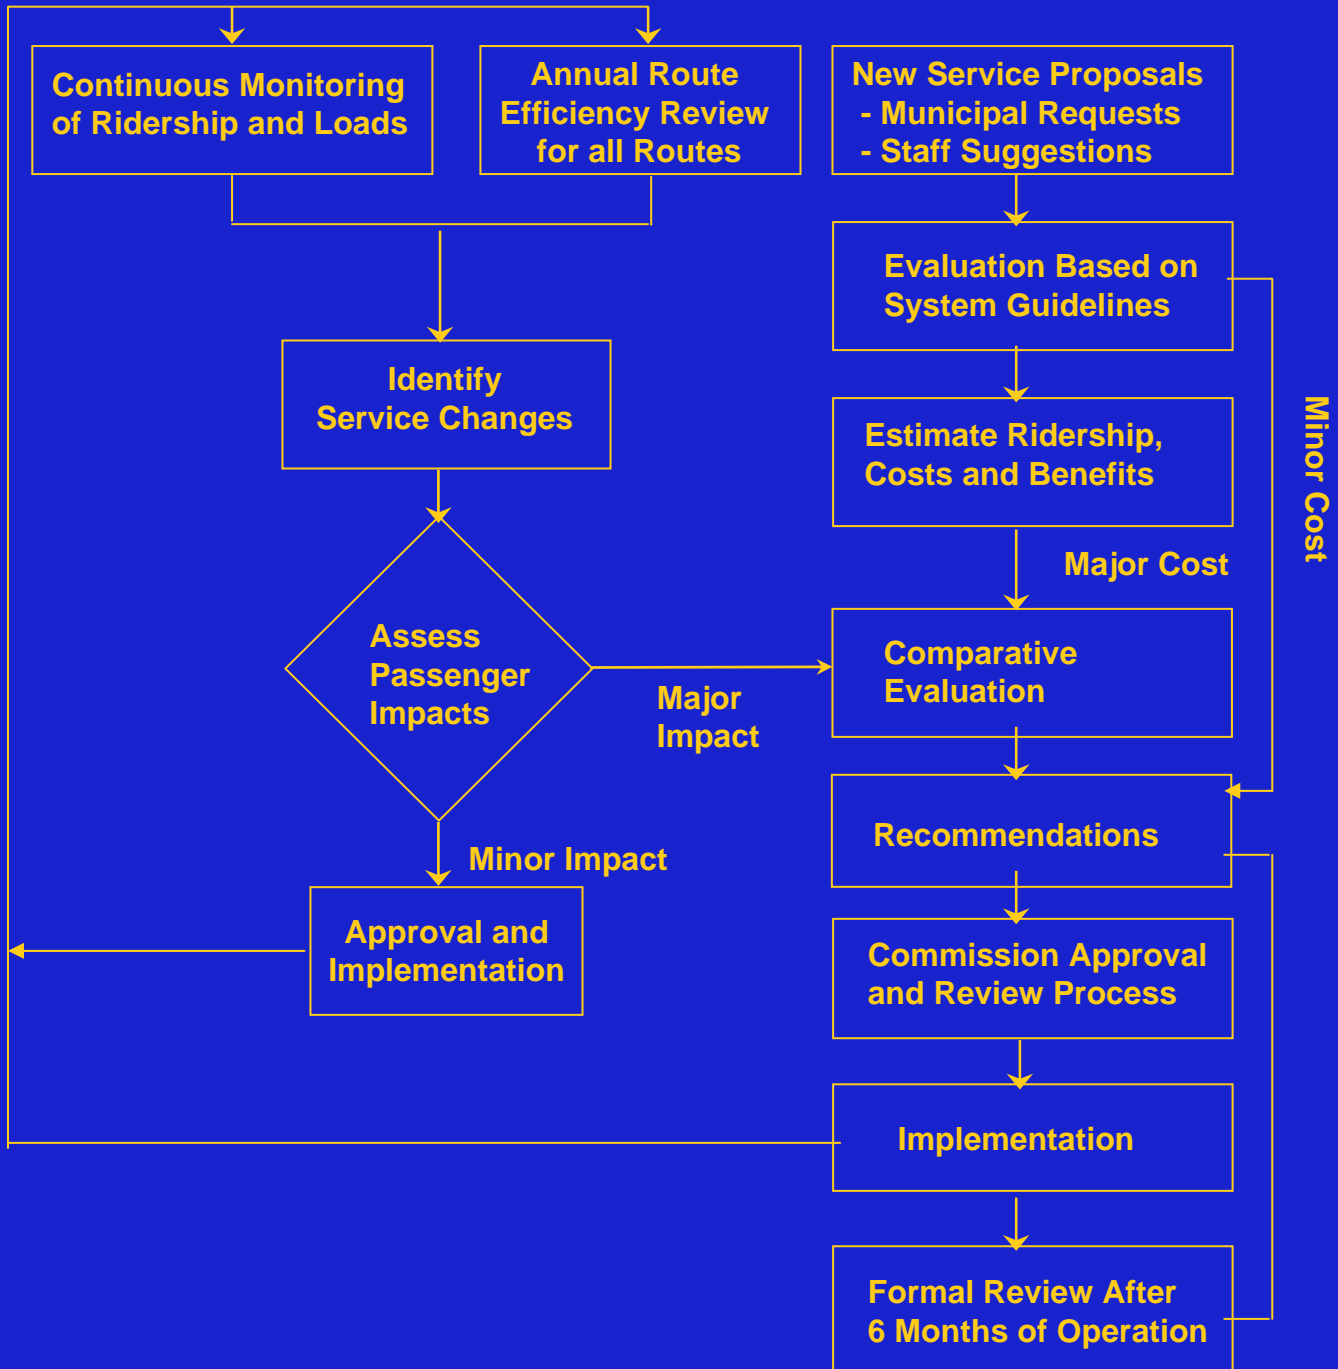 Continuous Monitoring
of Ridership and Loads
Annual Route
Efficiency Review
for all Routes
New Service Proposals
- Municipal Requests
- Staff Suggestions
Evaluation Based on
System Guidelines
Identify
Service Changes
Estimate Ridership,
Costs and Benefits
Minor Cost
Major Cost
Assess
Passenger
Impacts
Major
Impact
Comparative
Evaluation
Recommendations
Minor Impact
Approval and
Implementation
Commission Approval
and Review Process
Implementation
Formal Review After
6 Months of Operation